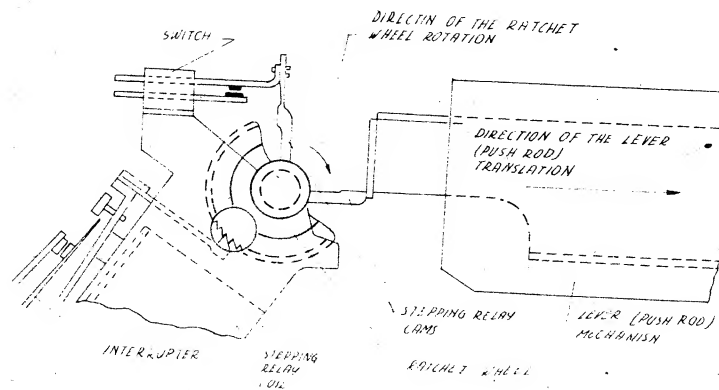 DIRECTIN OF THE RATCHET
WHEEL ROTATION
SWITCH
DIRECTION OF THE LEVER
(PUSH ROD)
TRANSLATION
STEPPING RELAY
CAMS
LEVER (PUSH ROD)
MECHANISM
INTERRUPTER
STEPPING
RELAY
RATCHET WHEEL